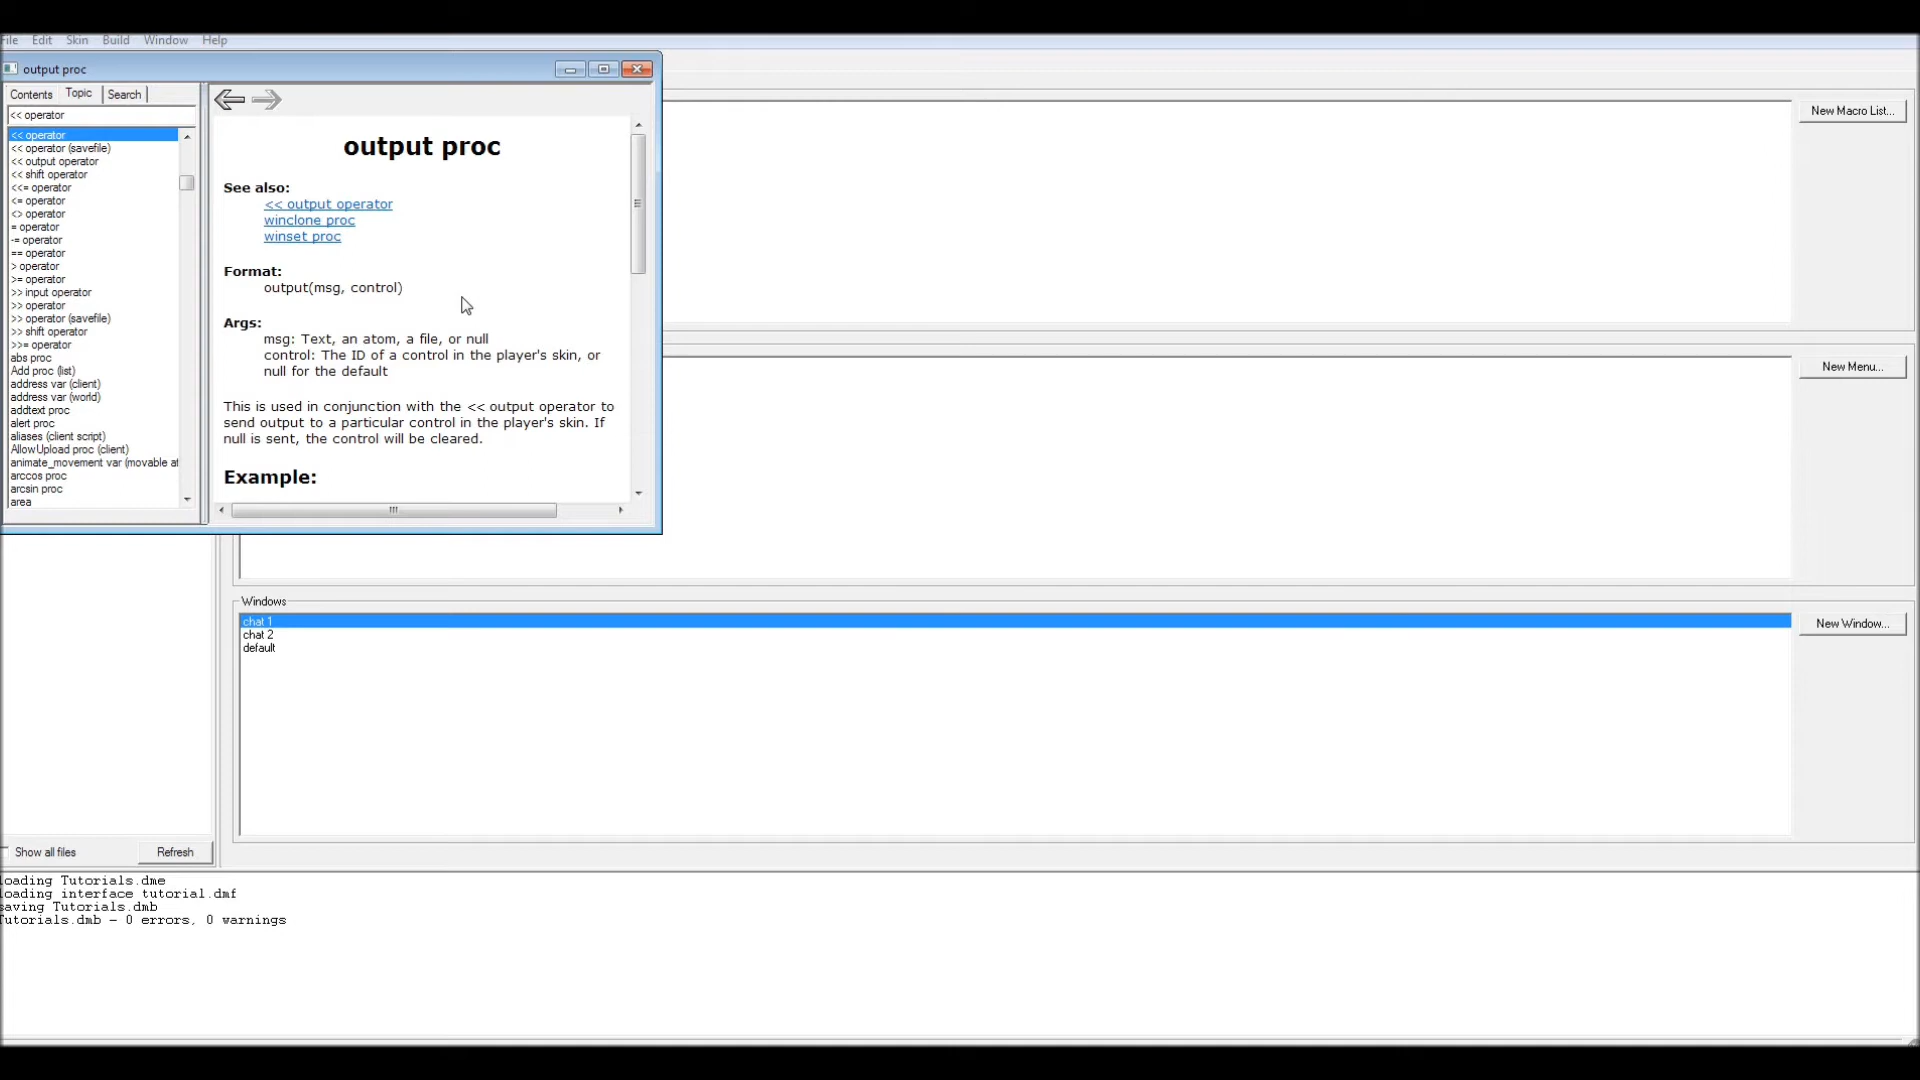 File Edit Skin Build Window Help
output proc
Contents Topic Search
<< operator
<< operator
<< operator (savefile)
<< output operator
<< shift operator
<<= operator
<= operator
<> operator
= operator
-= operator
== operator
> operator
>= operator
>> input operator
>> operator
>> operator (savefile)
>> shift operator
>>= operator
abs proc
Add proc (list)
address var (client)
address var (world)
addtext proc
alert proc
aliases (client script)
AllowUpload proc (client)
animate_movement var (movable at
arccos proc
arcsin proc
area
output proc
See also:
<< output operator
winclone proc
winset proc
Format:
output(msg, control)
Args:
msg: Text, an atom, a file, or null
control: The ID of a control in the player's skin, or
null for the default
This is used in conjunction with the << output operator to
send output to a particular control in the player's skin. If
null is sent, the control will be cleared.
Example:
New Macro List...
New Menu...
Windows
chat 1
chat 2
default
New Window...
Show all files
Refresh
loading Tutorials.dme
loading interface tutorial.dmf
saving Tutorials.dmb
Tutorials.dmb - 0 errors, 0 warnings